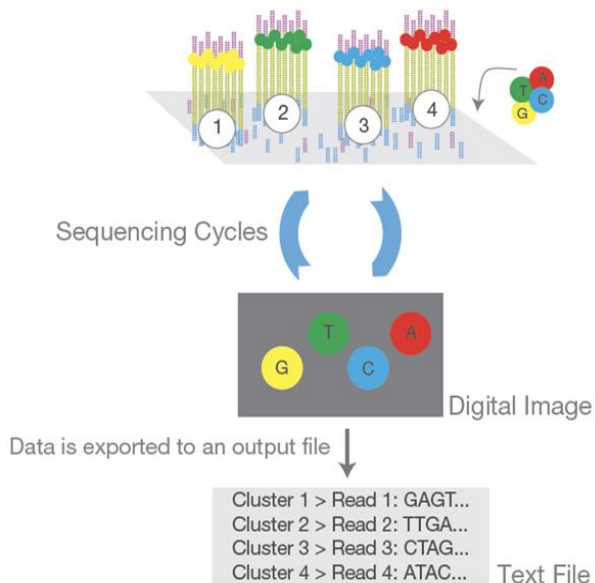 A
T
C
G
2
4
1
3
Sequencing Cycles
T
A
G
C
Digital Image
Data is exported to an output file
Cluster 1 > Read 1: GAGT...
Cluster 2 > Read 2: TTGA...
Cluster 3 > Read 3: CTAG...
Cluster 4 > Read 4: ATAC...
Text File